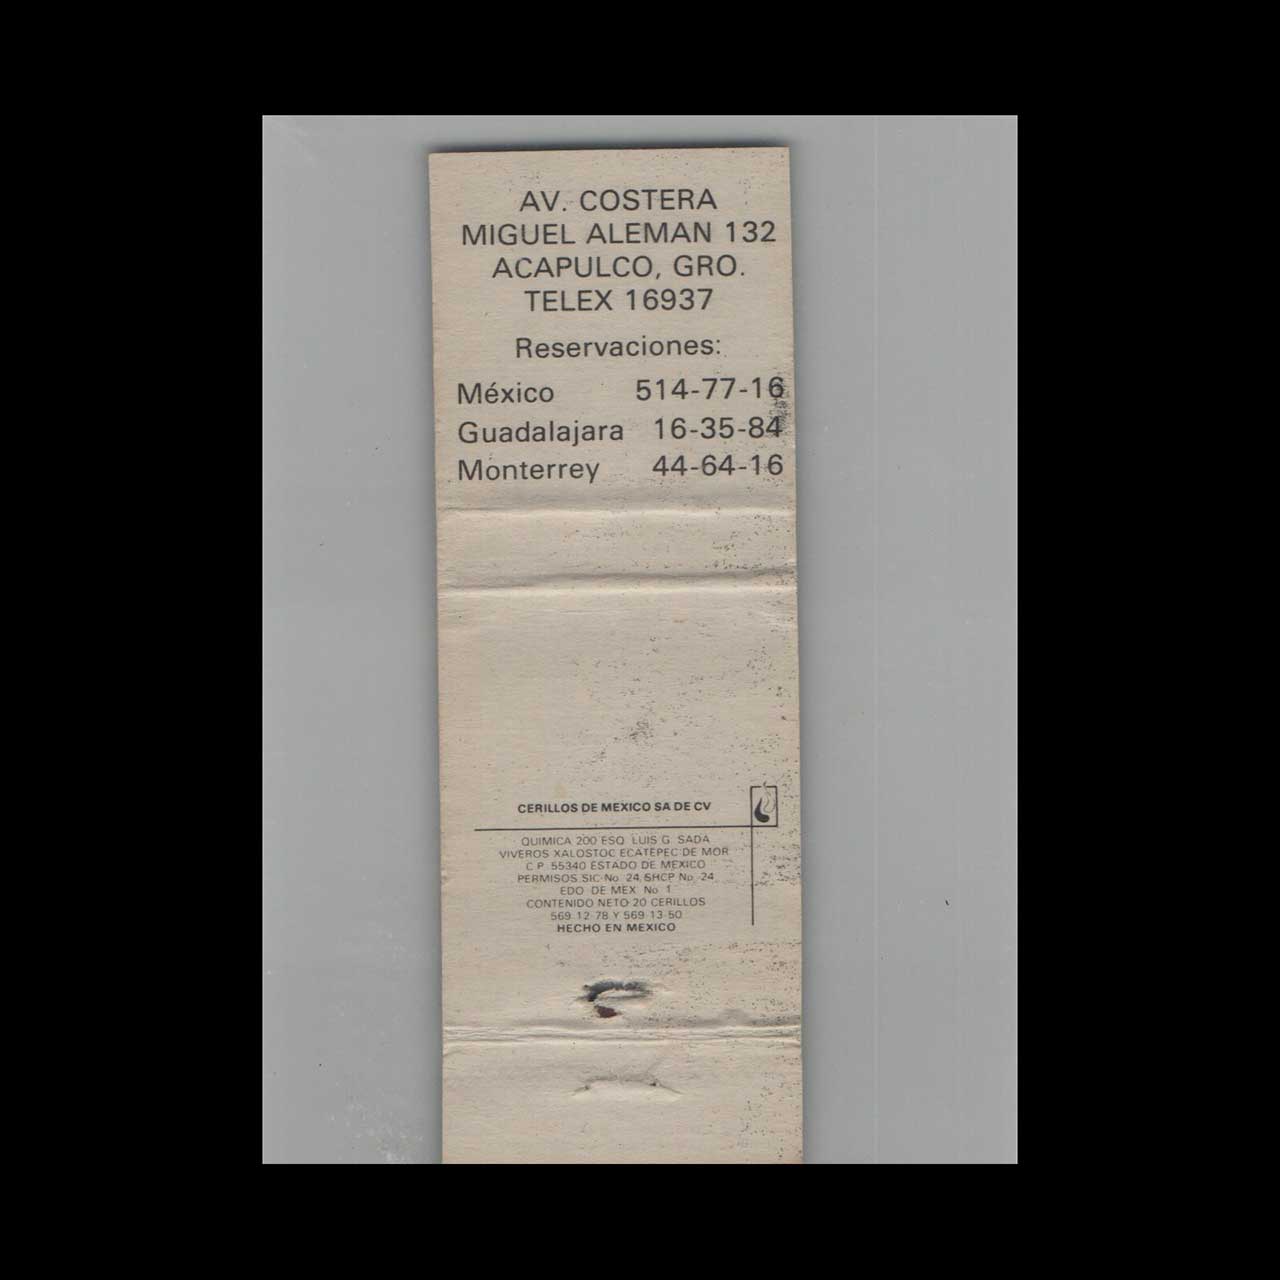 AV. COSTERA
MIGUEL ALEMAN 132
ACAPULCO, GRO.
TELEX 16937
Reservaciones:
México 514-77-16
Guadalajara 16-35-84
Monterrey 44-64-16
CERILLOS DE MEXICO SA DE CV
QUIMICA 200 ESQ LUIS G SADA
VIVEROS XALOSTOC ECATEPEC DE MOR
C P 55340 ESTADO DE MEXICO
PERMISOS SIC No 24, SHCP No 24
EDO DE MEX No 1
CONTENIDO NETO 20 CERILLOS
569 12 78 Y 569 13 50
HECHO EN MEXICO